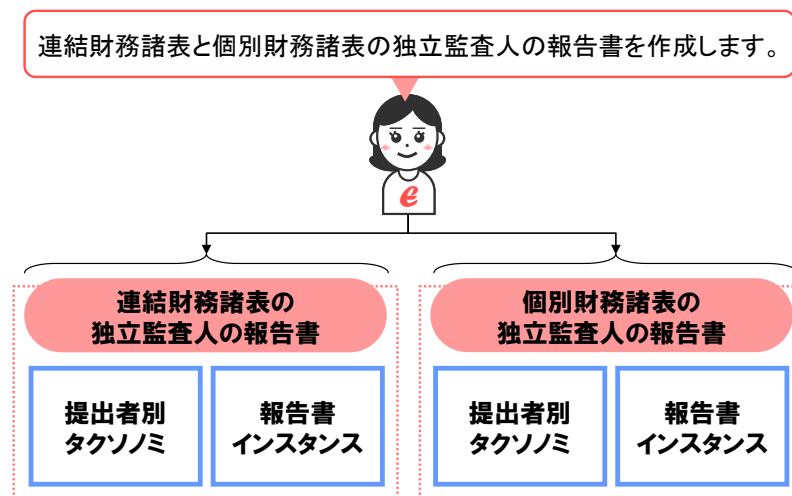 連結財務諸表と個別財務諸表の独立監査人の報告書を作成します。
e
連結財務諸表の
独立監査人の報告書
個別財務諸表の
独立監査人の報告書
提出者別
タクソノミ
報告書
インスタンス
提出者別
タクソノミ
報告書
インスタンス